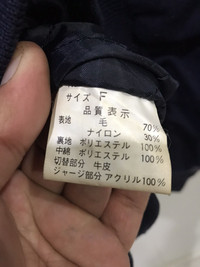 サイズ F
品質表示
表地 毛 70%
ナイロン 30%
裏地 ポリエステル 100%
中綿 ポリエステル 100%
切替部分 牛皮
ジャージ部分 アクリル 100%